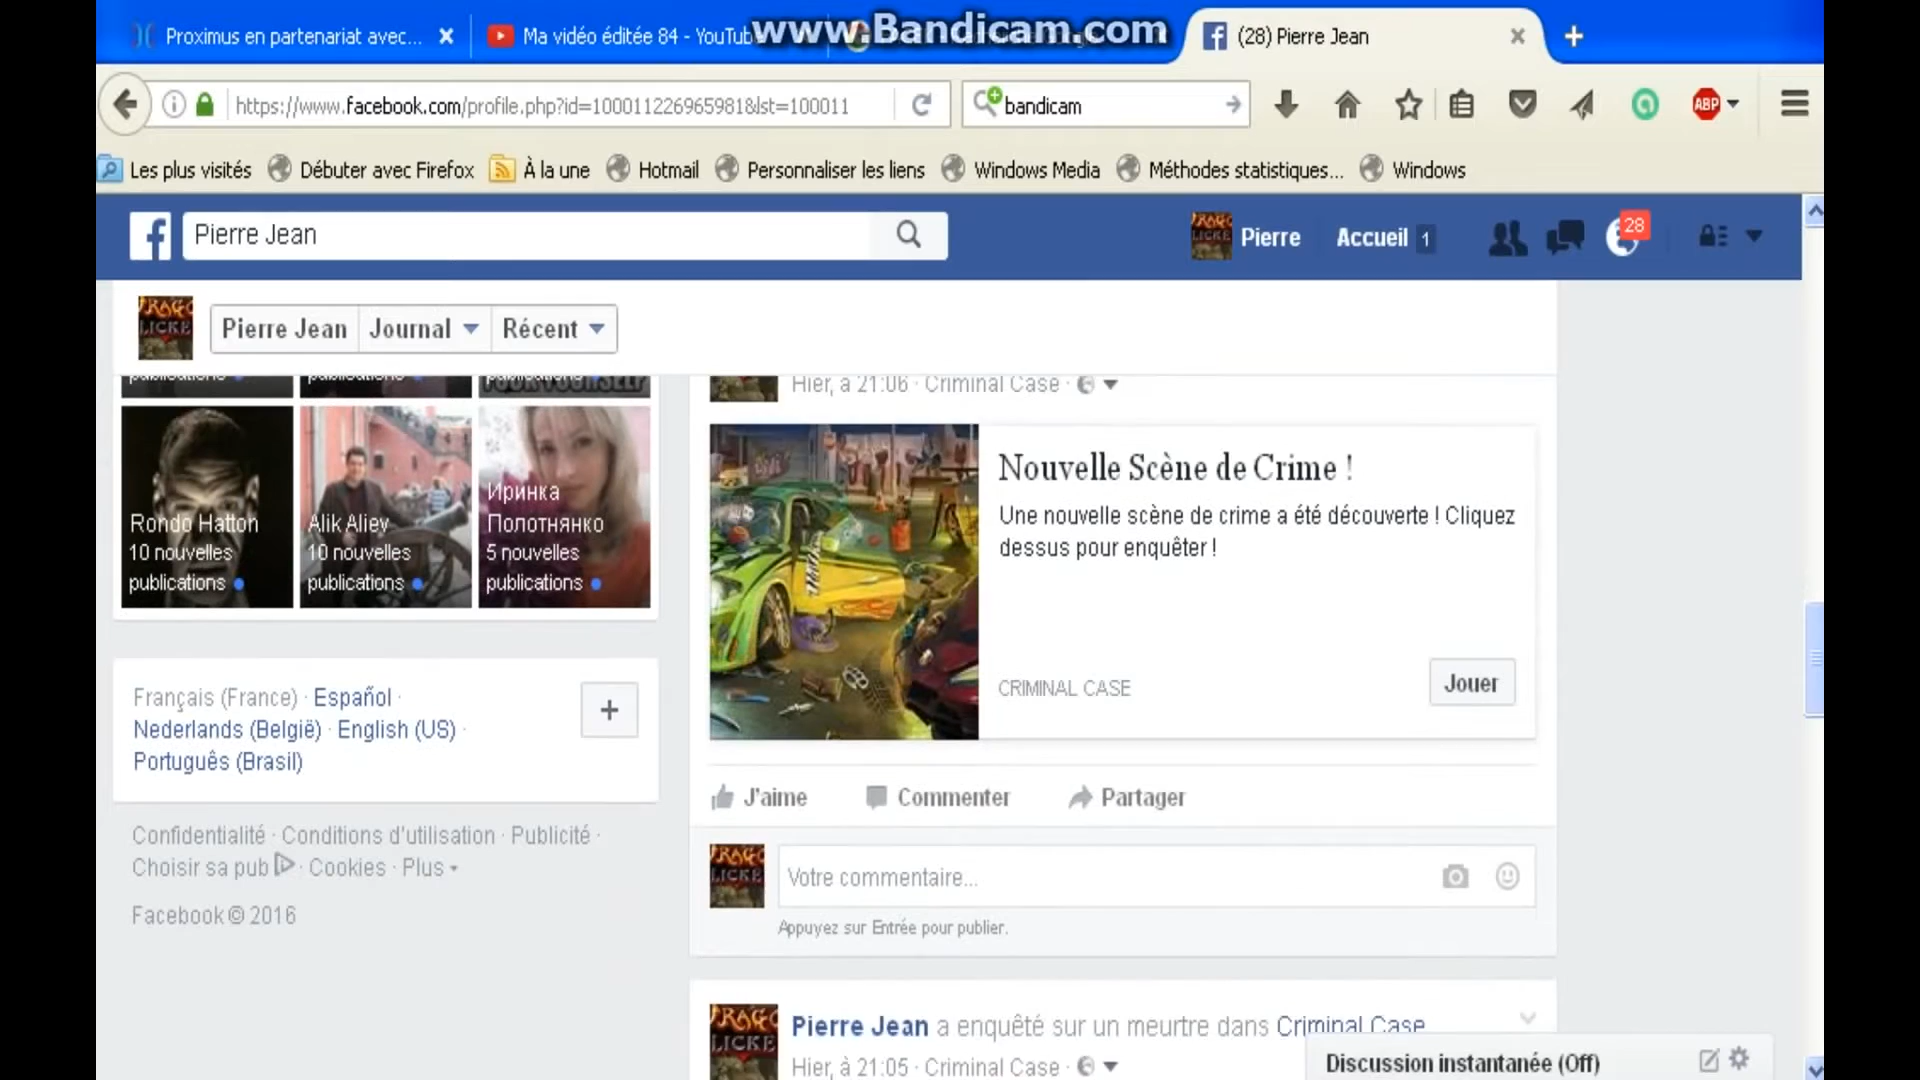 www.Bandicam.com
Proximus en partenariat avec...
Ma vidéo éditée 84 - YouTube
(28) Pierre Jean
https://www.facebook.com/profile.php?id=100011226965981&lst=100011
bandicam
ABP
Les plus visités
Débuter avec Firefox
À la une
Hotmail
Personnaliser les liens
Windows Media
Méthodes statistiques...
Windows
Pierre Jean
Pierre
Accueil 1
28
Pierre Jean
Journal
Récent
publications
publications
publications
YOURSELF
Hier, à 21:06 · Criminal Case ·
Rondo Hatton
10 nouvelles
publications
Alik Aliev
10 nouvelles
publications
Иринка
Полотнянко
5 nouvelles
publications
Nouvelle Scène de Crime !
Une nouvelle scène de crime a été découverte ! Cliquez
dessus pour enquêter !
CRIMINAL CASE
Jouer
Français (France) · Español ·
Nederlands (België) · English (US) ·
Português (Brasil)
+
J'aime
Commenter
Partager
Confidentialité · Conditions d'utilisation · Publicité ·
Choisir sa pub · Cookies · Plus
Facebook © 2016
Votre commentaire...
Appuyez sur Entrée pour publier.
Pierre Jean a enquêté sur un meurtre dans Criminal Case
Hier, à 21:05 · Criminal Case ·
Discussion instantanée (Off)